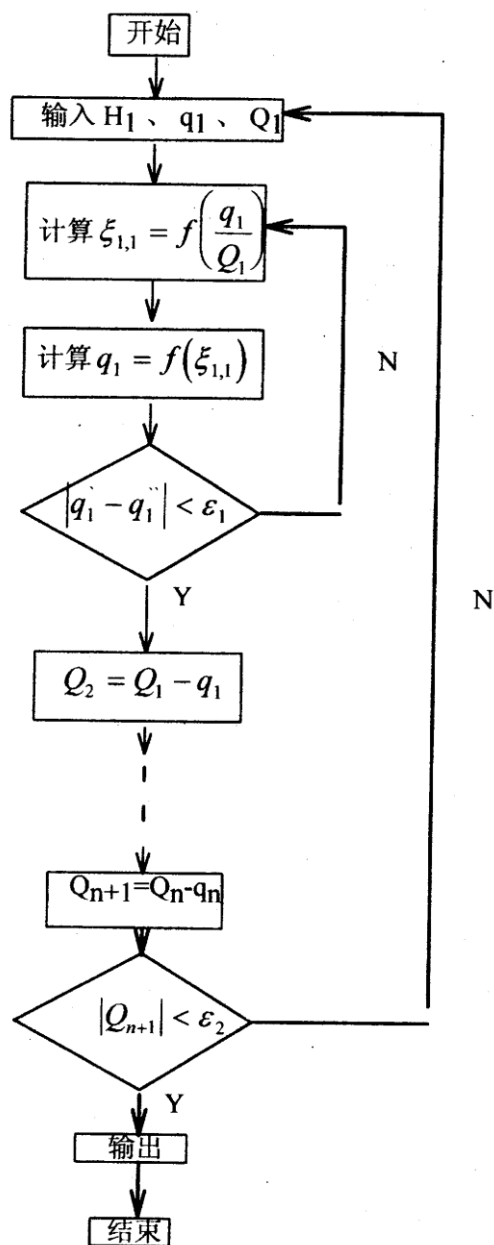 开始
输入 H₁ 、 q₁ 、 Q₁
计算 ξ₁,₁ = f(q₁/Q₁)
计算 q₁ = f(ξ₁,₁)
N
|q₁' - q₁''| < ε₁
Y
N
Q₂ = Q₁ - q₁
Qₙ₊₁=Qₙ-qₙ
|Qₙ₊₁| < ε₂
Y
输出
结束